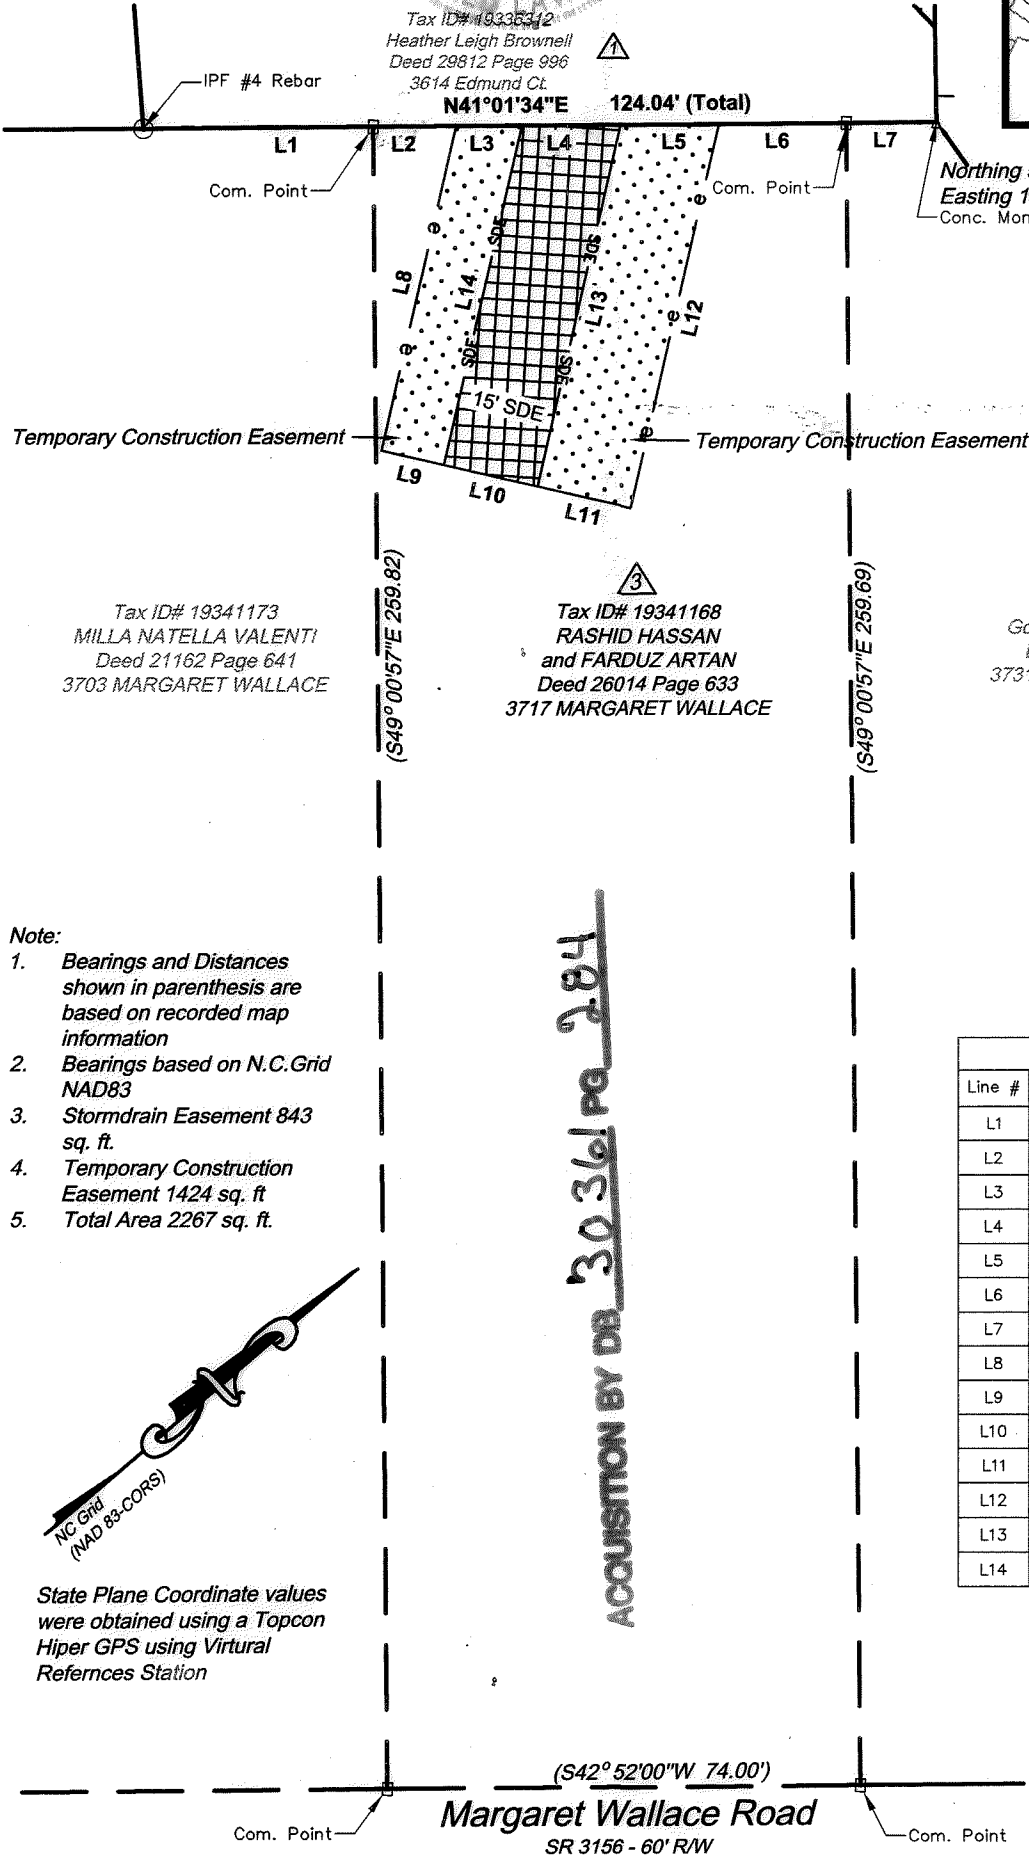 Tax ID# 19335312
Heather Leigh Brownell
Deed 29812 Page 996
3614 Edmund Ct.
1
IPF #4 Rebar
N41°01'34"E 124.04' (Total)
L1
L2
L3
L4
L5
L6
L7
Com. Point
Com. Point
Northing
Easting 1
Conc. Mon
e
e
e
e
e
SDE
SDE
SDE
SDE
L8
L14
L13
L12
15' SDE
Temporary Construction Easement
Temporary Construction Easement
L9
L10
L11
(S49°00'57"E 259.82)
(S49°00'57"E 259.69)
Tax ID# 19341173
MILLA NATELLA VALENTI
Deed 21162 Page 641
3703 MARGARET WALLACE
3
Tax ID# 19341168
RASHID HASSAN
and FARDUZ ARTAN
Deed 26014 Page 633
3717 MARGARET WALLACE
Go
3731
Note:
1. Bearings and Distances
shown in parenthesis are
based on recorded map
information
2. Bearings based on N.C.Grid
NAD83
3. Stormdrain Easement 843
sq. ft.
4. Temporary Construction
Easement 1424 sq. ft
5. Total Area 2267 sq. ft.
ACQUISITION BY DB 30361 PG 284
Line #
L1
L2
L3
L4
L5
L6
L7
L8
L9
L10
L11
L12
L13
L14
NC Grid
(NAD 83-CORS)
State Plane Coordinate values
were obtained using a Topcon
Hiper GPS using Virtural
Refernces Station
(S42°52'00"W 74.00')
Margaret Wallace Road
SR 3156 - 60' R/W
Com. Point
Com. Point